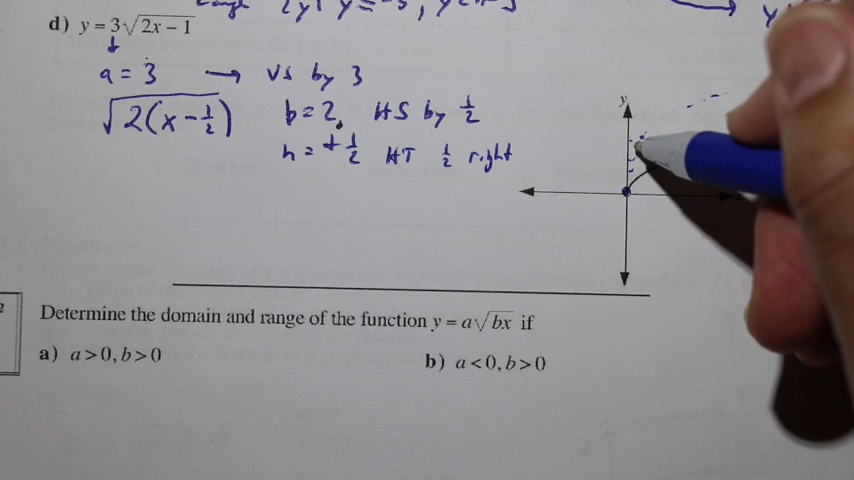 d) y = 3√2x − 1
a = 3 → VS by 3
√2(x − 1/2) b = 2 HS by 1/2
h = + 1/2 HT 1/2 right
y
Determine the domain and range of the function y = a√bx if
a) a > 0, b > 0
b) a < 0, b > 0